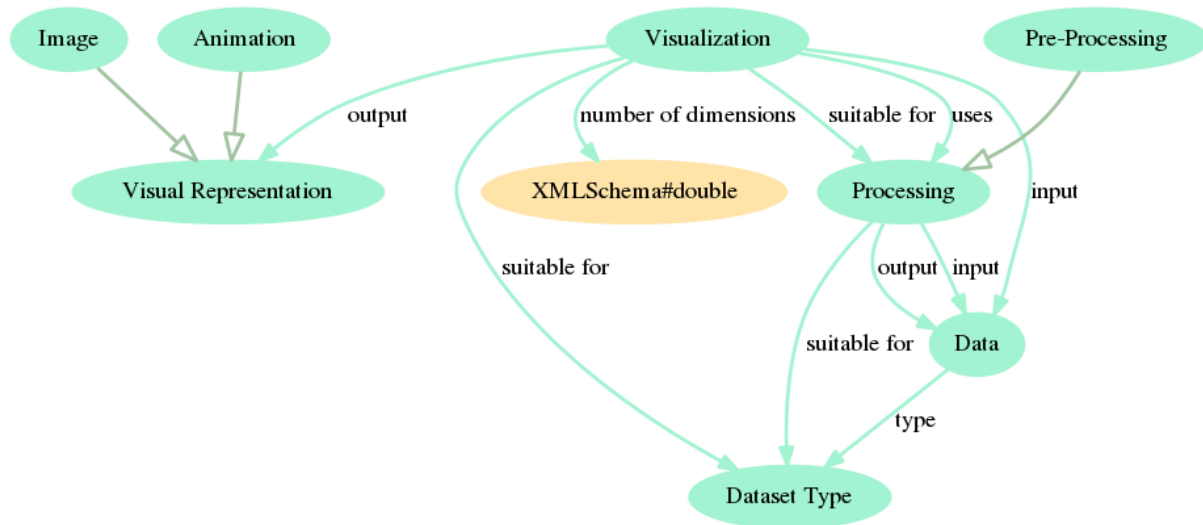 Image
Animation
Visualization
Pre-Processing
output
number of dimensions
suitable for
uses
Visual Representation
XMLSchema#double
Processing
input
suitable for
output
input
suitable for
Data
type
Dataset Type